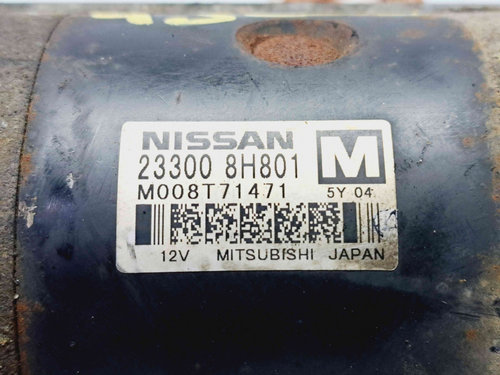 NISSAN
23300 8H801 M
M008T71471 5Y 04
12V MITSUBISHI JAPAN